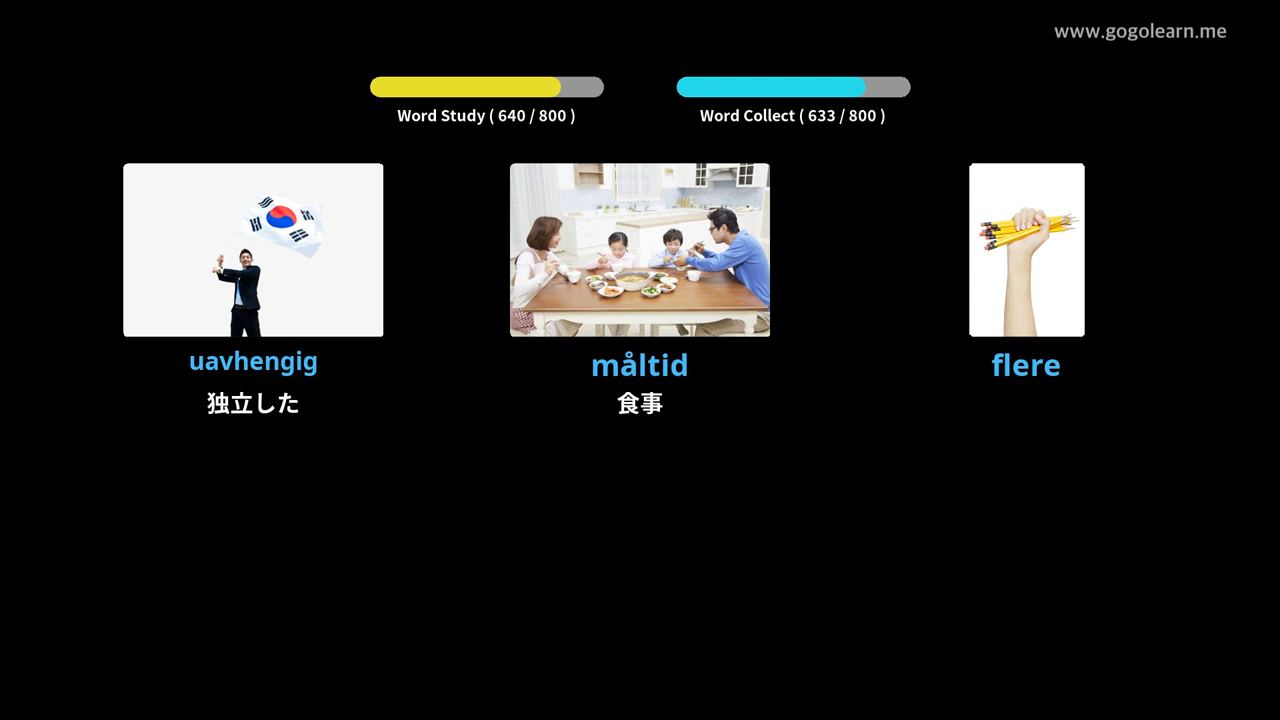 www.gogolearn.me
Word Study ( 640 / 800 )
Word Collect ( 633 / 800 )
uavhengig
måltid
flere
独立した
食事